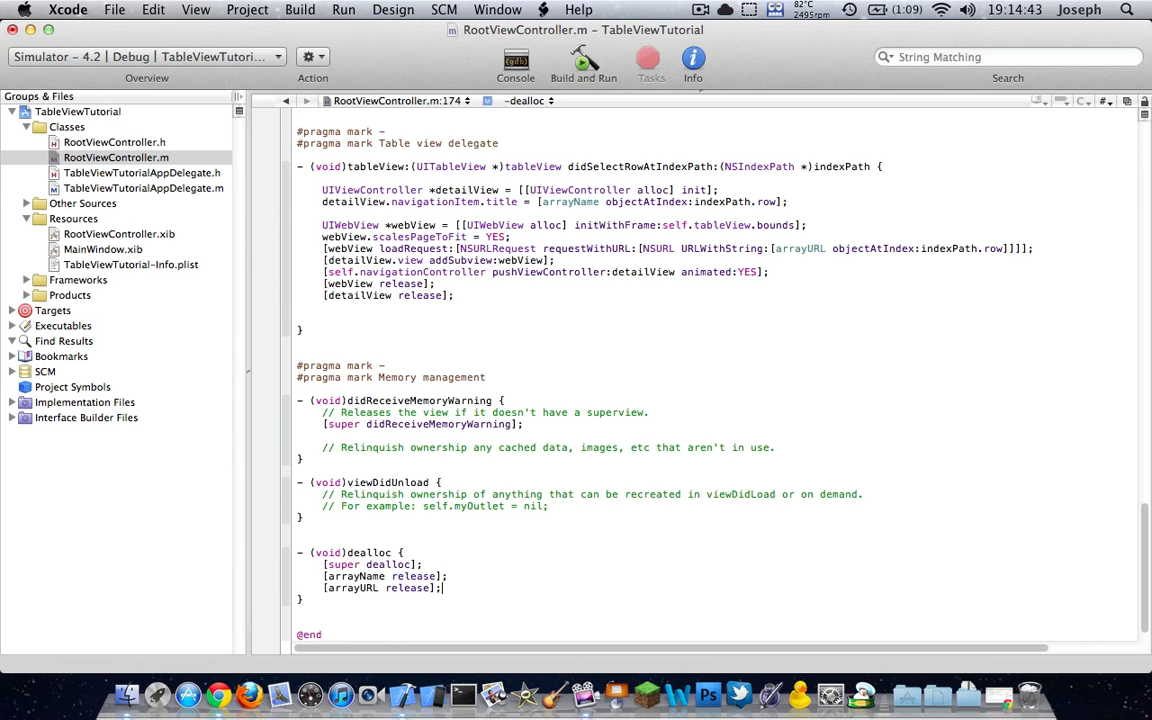 Xcode File Edit View Project Build Run Design SCM Window Help 82°C 2495rpm (1:09) 19:14:43 Joseph
RootViewController.m - TableViewTutorial
Simulator - 4.2 | Debug | TableViewTutori... String Matching
Overview Action Console Build and Run Tasks Info Search
Groups & Files
RootViewController.m:174 -dealloc
TableViewTutorial
Classes
RootViewController.h
RootViewController.m
TableViewTutorialAppDelegate.h
TableViewTutorialAppDelegate.m
Other Sources
Resources
RootViewController.xib
MainWindow.xib
TableViewTutorial-Info.plist
Frameworks
Products
Targets
Executables
Find Results
Bookmarks
SCM
Project Symbols
Implementation Files
Interface Builder Files
#pragma mark -
#pragma mark Table view delegate
- (void)tableView:(UITableView *)tableView didSelectRowAtIndexPath:(NSIndexPath *)indexPath {
UIViewController *detailView = [[UIViewController alloc] init];
detailView.navigationItem.title = [arrayName objectAtIndex:indexPath.row];
UIWebView *webView = [[UIWebView alloc] initWithFrame:self.tableView.bounds];
webView.scalesPageToFit = YES;
[webView loadRequest:[NSURLRequest requestWithURL:[NSURL URLWithString:[arrayURL objectAtIndex:indexPath.row]]]];
[detailView.view addSubview:webView];
[self.navigationController pushViewController:detailView animated:YES];
[webView release];
[detailView release];
}
#pragma mark -
#pragma mark Memory management
- (void)didReceiveMemoryWarning {
// Releases the view if it doesn't have a superview.
[super didReceiveMemoryWarning];
// Relinquish ownership any cached data, images, etc that aren't in use.
}
- (void)viewDidUnload {
// Relinquish ownership of anything that can be recreated in viewDidLoad or on demand.
// For example: self.myOutlet = nil;
}
- (void)dealloc {
[super dealloc];
[arrayName release];
[arrayURL release];
}
@end